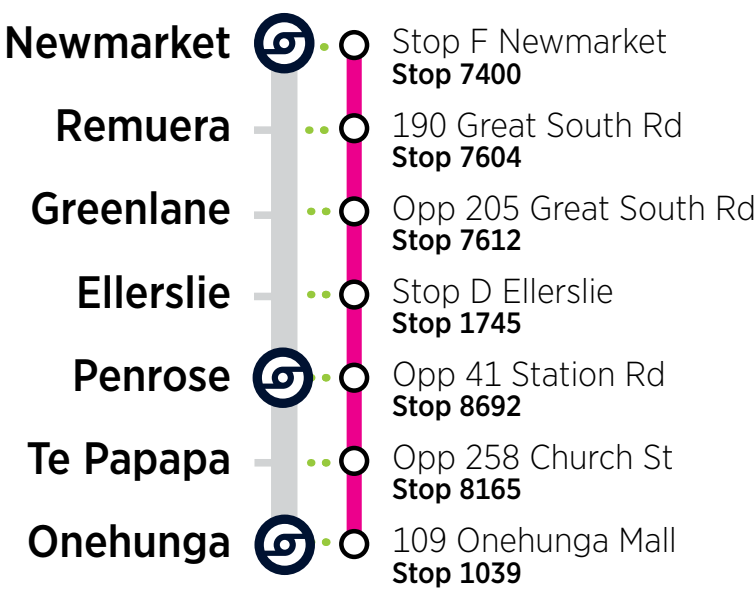 Newmarket
Stop F Newmarket
Stop 7400
Remuera
190 Great South Rd
Stop 7604
Greenlane
Opp 205 Great South Rd
Stop 7612
Ellerslie
Stop D Ellerslie
Stop 1745
Penrose
Opp 41 Station Rd
Stop 8692
Te Papapa
Opp 258 Church St
Stop 8165
Onehunga
109 Onehunga Mall
Stop 1039